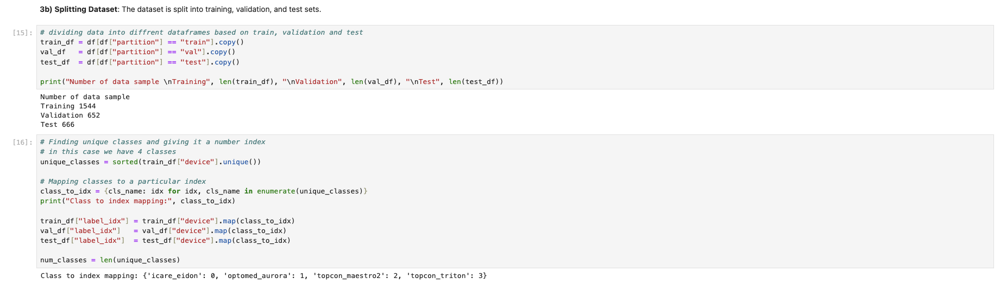 3b) Splitting Dataset: The dataset is split into training, validation, and test sets.
[15]:
# dividing data into diffrent dataframes based on train, validation and test
train_df = df[df["partition"] == "train"].copy()
val_df   = df[df["partition"] == "val"].copy()
test_df  = df[df["partition"] == "test"].copy()
print("Number of data sample \nTraining", len(train_df), "\nValidation", len(val_df), "\nTest", len(test_df))
Number of data sample
Training 1544
Validation 652
Test 666
[16]:
# Finding unique classes and giving it a number index
# in this case we have 4 classes
unique_classes = sorted(train_df["device"].unique())
# Mapping classes to a particular index
class_to_idx = {cls_name: idx for idx, cls_name in enumerate(unique_classes)}
print("Class to index mapping:", class_to_idx)
train_df["label_idx"] = train_df["device"].map(class_to_idx)
val_df["label_idx"]   = val_df["device"].map(class_to_idx)
test_df["label_idx"]  = test_df["device"].map(class_to_idx)
num_classes = len(unique_classes)
Class to index mapping: {'icare_eidon': 0, 'optomed_aurora': 1, 'topcon_maestro2': 2, 'topcon_triton': 3}